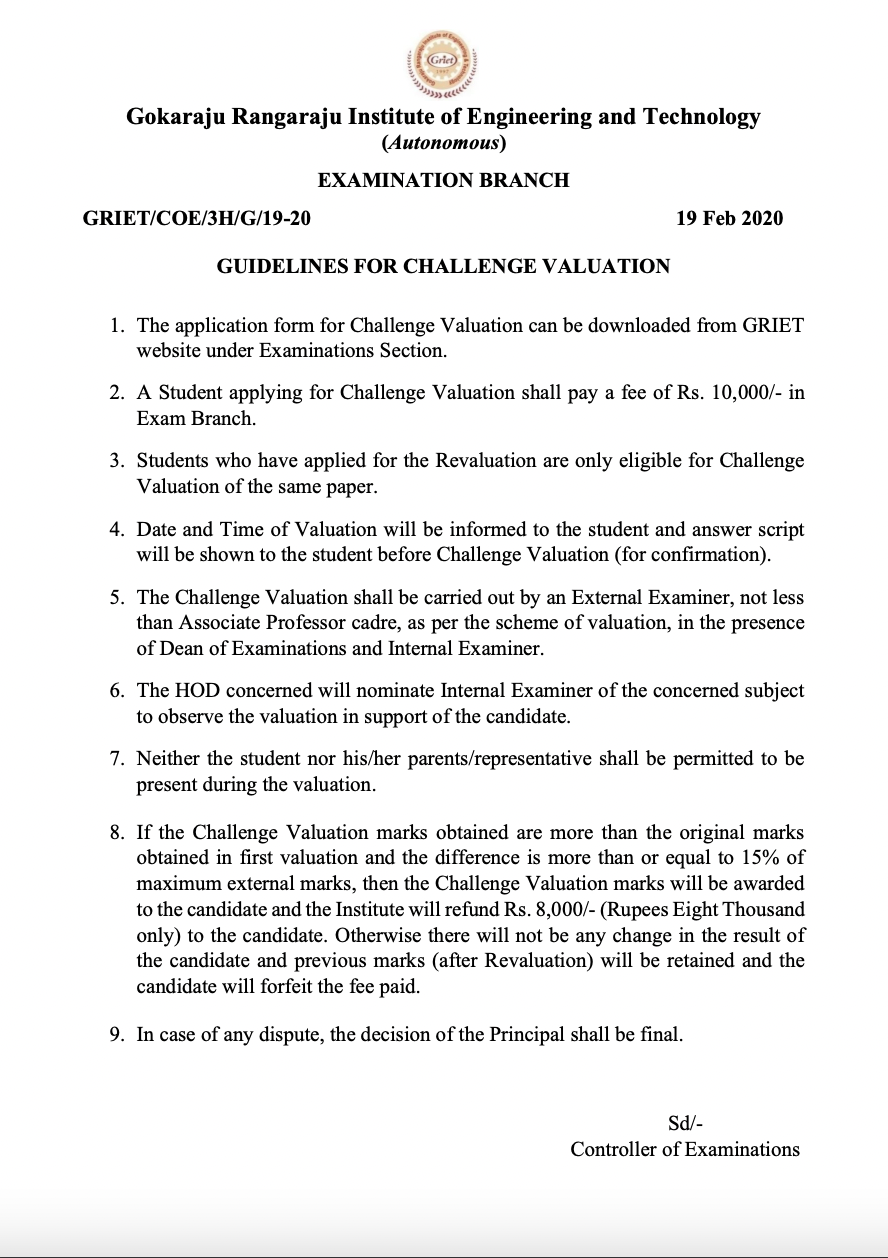 Griet
Gokaraju Rangaraju Institute of Engineering and Technology
(Autonomous)
EXAMINATION BRANCH
GRIET/COE/3H/G/19-20 19 Feb 2020
GUIDELINES FOR CHALLENGE VALUATION
1. The application form for Challenge Valuation can be downloaded from GRIET
website under Examinations Section.
2. A Student applying for Challenge Valuation shall pay a fee of Rs. 10,000/- in
Exam Branch.
3. Students who have applied for the Revaluation are only eligible for Challenge
Valuation of the same paper.
4. Date and Time of Valuation will be informed to the student and answer script
will be shown to the student before Challenge Valuation (for confirmation).
5. The Challenge Valuation shall be carried out by an External Examiner, not less
than Associate Professor cadre, as per the scheme of valuation, in the presence
of Dean of Examinations and Internal Examiner.
6. The HOD concerned will nominate Internal Examiner of the concerned subject
to observe the valuation in support of the candidate.
7. Neither the student nor his/her parents/representative shall be permitted to be
present during the valuation.
8. If the Challenge Valuation marks obtained are more than the original marks
obtained in first valuation and the difference is more than or equal to 15% of
maximum external marks, then the Challenge Valuation marks will be awarded
to the candidate and the Institute will refund Rs. 8,000/- (Rupees Eight Thousand
only) to the candidate. Otherwise there will not be any change in the result of
the candidate and previous marks (after Revaluation) will be retained and the
candidate will forfeit the fee paid.
9. In case of any dispute, the decision of the Principal shall be final.
Sd/-
Controller of Examinations